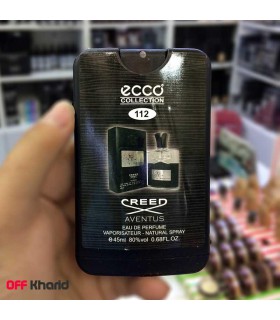 ecco
COLLECTION
112
CREED
AVENTUS
EAU DE PERFUME
VAPORISATEUR - NATURAL SPRAY
e45ml 80%vol 0.68FL.OZ.
OFF Kharid